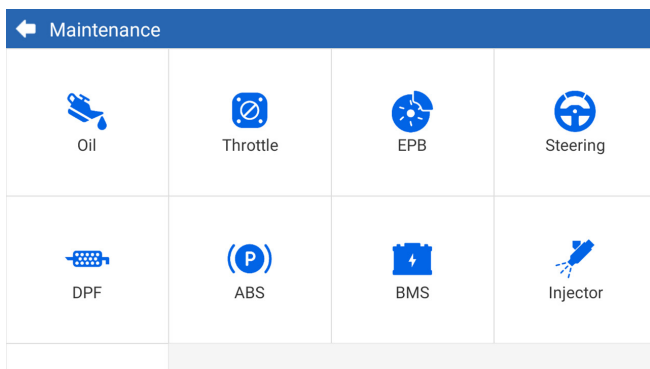 Maintenance
Oil
Throttle
EPB
Steering
DPF
P
ABS
BMS
Injector